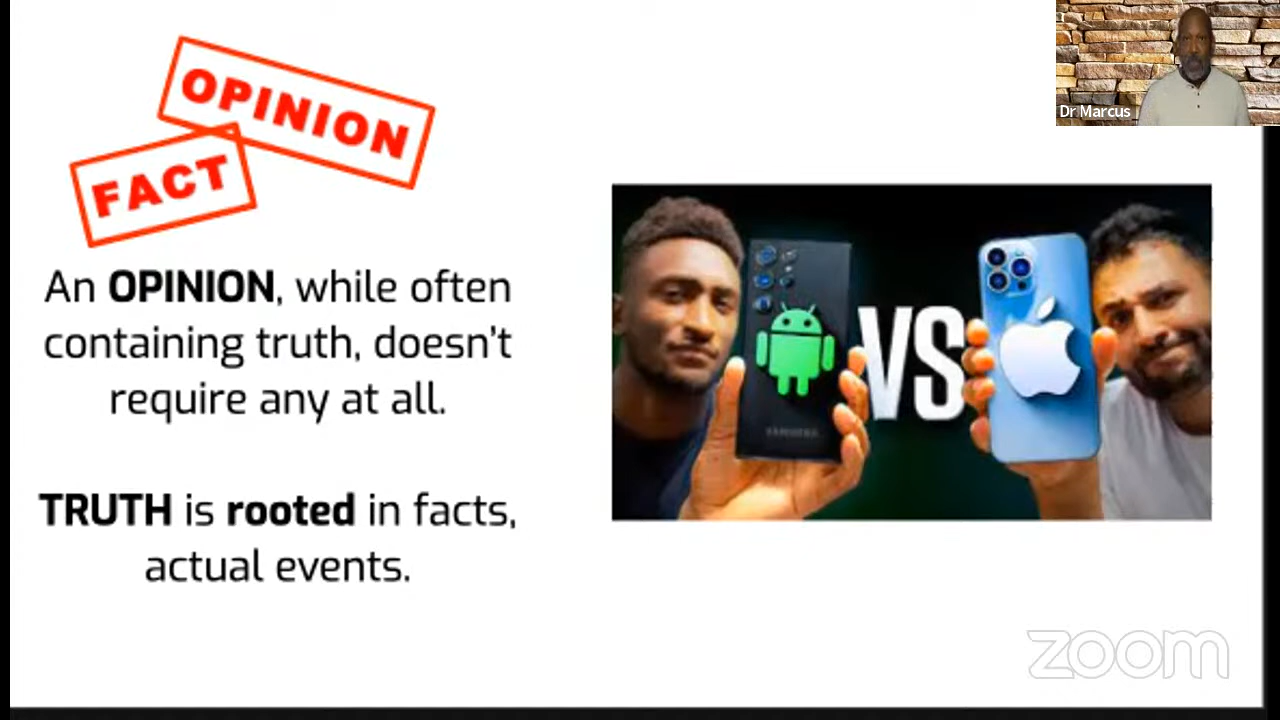 OPINION
FACT
An OPINION, while often
containing truth, doesn't
require any at all.
TRUTH is rooted in facts,
actual events.
VS
SAMSUNG
Dr Marcus
zoom